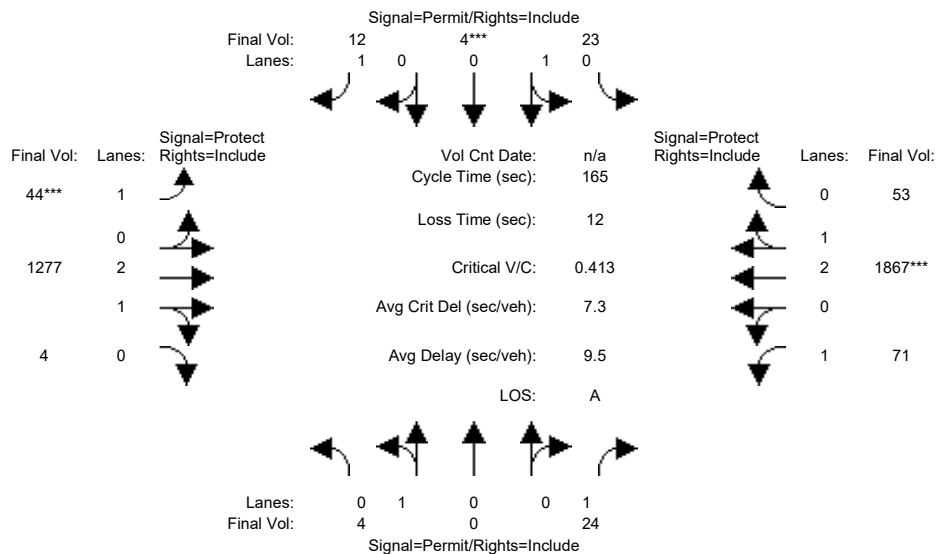 Signal=Permit/Rights=Include
Final Vol: 12 4*** 23
Lanes: 1 0 0 1 0
Signal=Protect
Final Vol: Lanes: Rights=Include
Vol Cnt Date: n/a
Signal=Protect
Rights=Include Lanes: Final Vol:
Cycle Time (sec): 165
44*** 1
0 53
Loss Time (sec): 12
0
1
1277 2
Critical V/C: 0.413
2 1867***
1
Avg Crit Del (sec/veh): 7.3
0
4 0
Avg Delay (sec/veh): 9.5
1 71
LOS: A
Lanes: 0 1 0 0 1
Final Vol: 4 0 24
Signal=Permit/Rights=Include